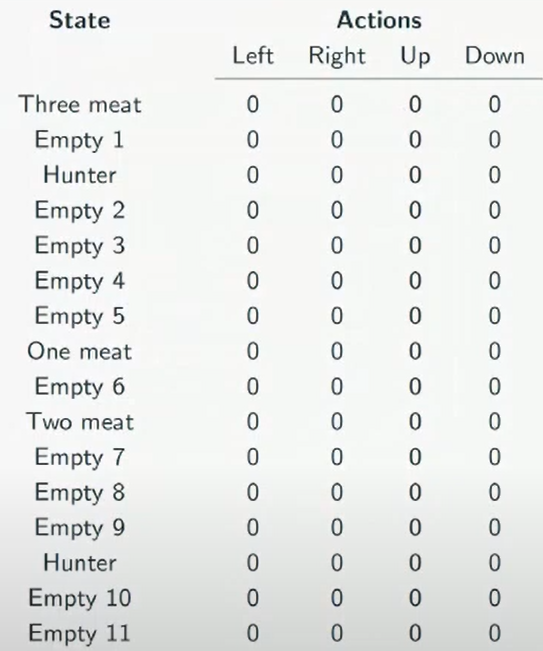 State Actions
Left Right Up Down
Three meat 0 0 0 0
Empty 1 0 0 0 0
Hunter 0 0 0 0
Empty 2 0 0 0 0
Empty 3 0 0 0 0
Empty 4 0 0 0 0
Empty 5 0 0 0 0
One meat 0 0 0 0
Empty 6 0 0 0 0
Two meat 0 0 0 0
Empty 7 0 0 0 0
Empty 8 0 0 0 0
Empty 9 0 0 0 0
Hunter 0 0 0 0
Empty 10 0 0 0 0
Empty 11 0 0 0 0